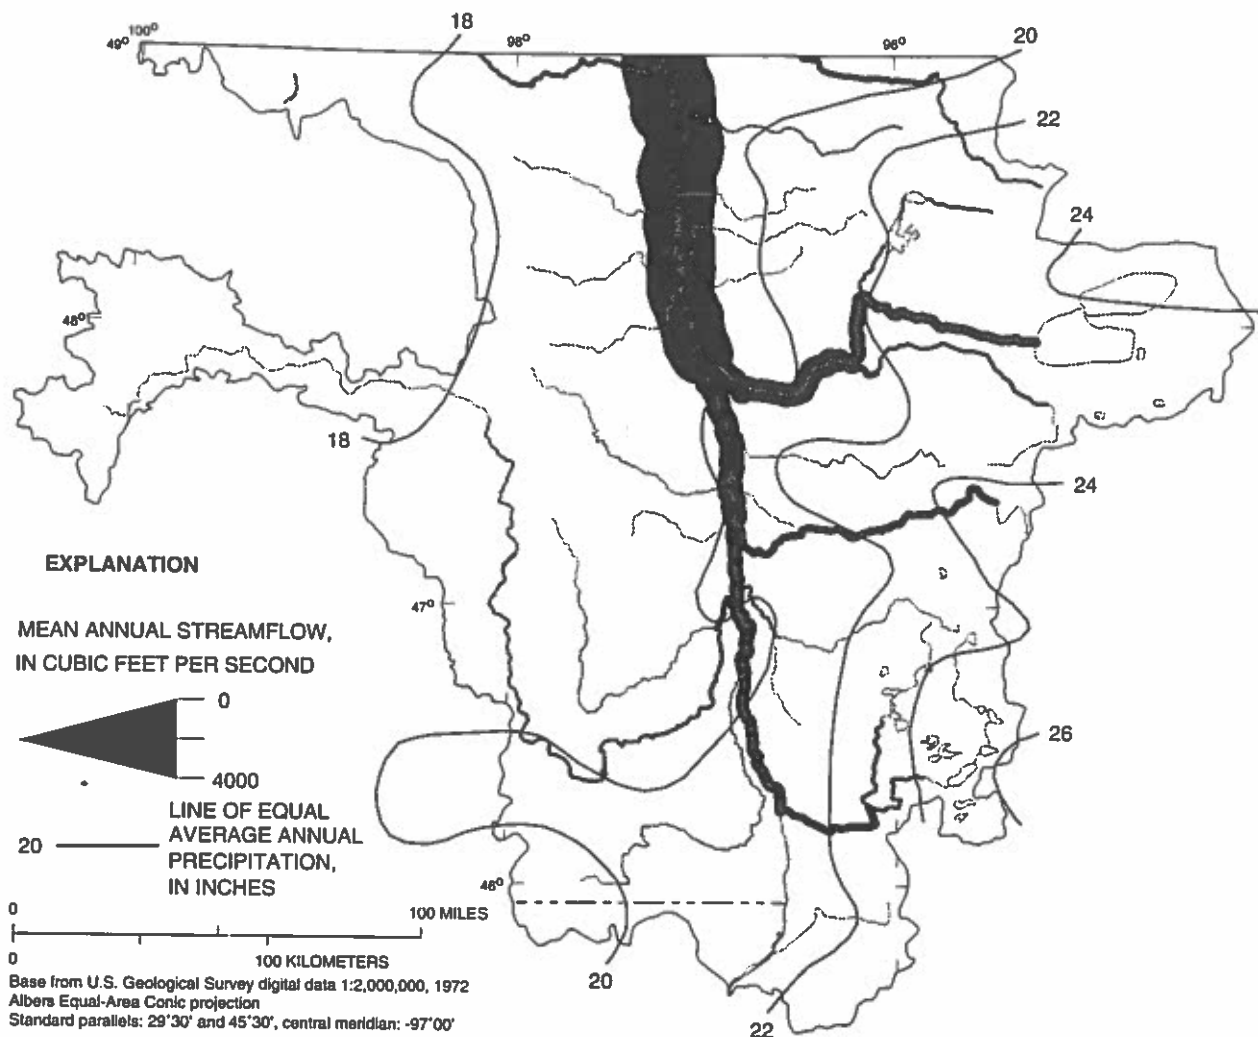 18
20
49° 100°
98°
96°
22
24
48°
18
24
EXPLANATION
47°
MEAN ANNUAL STREAMFLOW,
IN CUBIC FEET PER SECOND
0
26
4000
LINE OF EQUAL
AVERAGE ANNUAL
20
PRECIPITATION,
IN INCHES
46°
0
100 MILES
0
100 KILOMETERS
20
Base from U.S. Geological Survey digital data 1:2,000,000, 1972
Albers Equal-Area Conic projection
Standard parallels: 29°30' and 45°30', central meridian: -97°00'
22